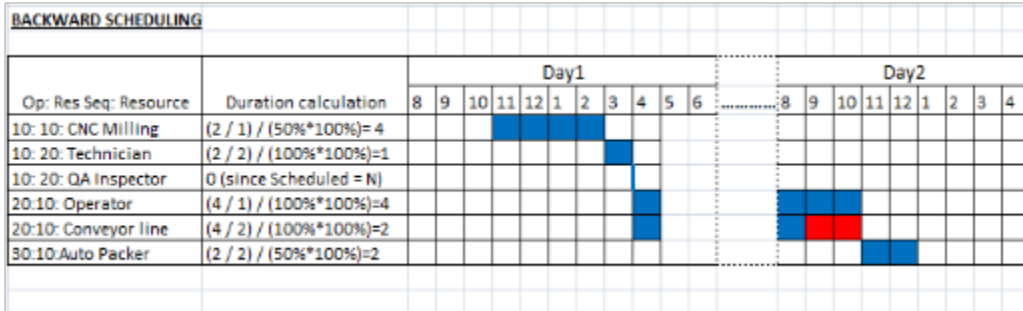 BACKWARD SCHEDULING
Day1 Day2
Op: Res Seq: Resource Duration calculation 8 9 10 11 12 1 2 3 4 5 6 ............. 8 9 10 11 12 1 2 3 4
10: 10: CNC Milling (2 / 1) / (50%*100%)= 4
10: 20: Technician (2 / 2) / (100%*100%)=1
10: 20: QA Inspector 0 (since Scheduled = N)
20:10: Operator (4 / 1) / (100%*100%)=4
20:10: Conveyor line (4 / 2) / (100%*100%)=2
30:10:Auto Packer (2 / 2) / (50%*100%)=2